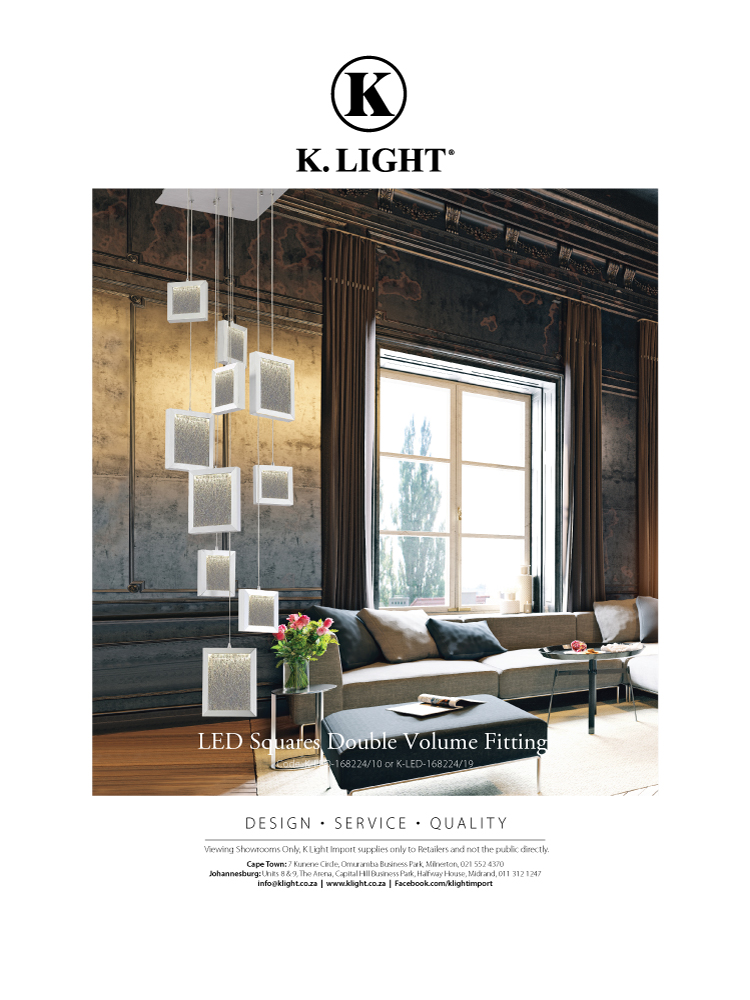 K
K. LIGHT®
LED Squares Double Volume Fitting
Code: K-LED-168224/10 or K-LED-168224/19
DESIGN • SERVICE • QUALITY
Viewing Showrooms Only, K Light Import supplies only to Retailers and not the public directly.
Cape Town: 7 Kunene Circle, Omuramba Business Park, Milnerton, 021 552 4370
Johannesburg: Units 8 & 9, The Arena, Capital Hill Business Park, Halfway House, Midrand, 011 312 1247
info@klight.co.za | www.klight.co.za | Facebook.com/klightimport